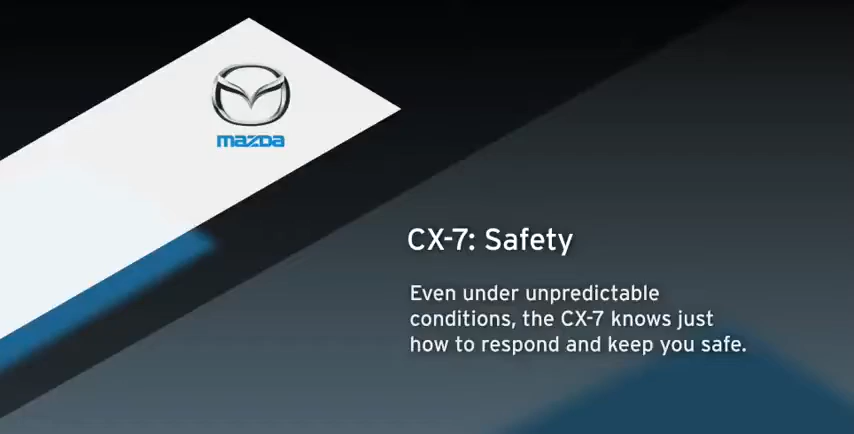 mazda
CX-7: Safety
Even under unpredictable
conditions, the CX-7 knows just
how to respond and keep you safe.